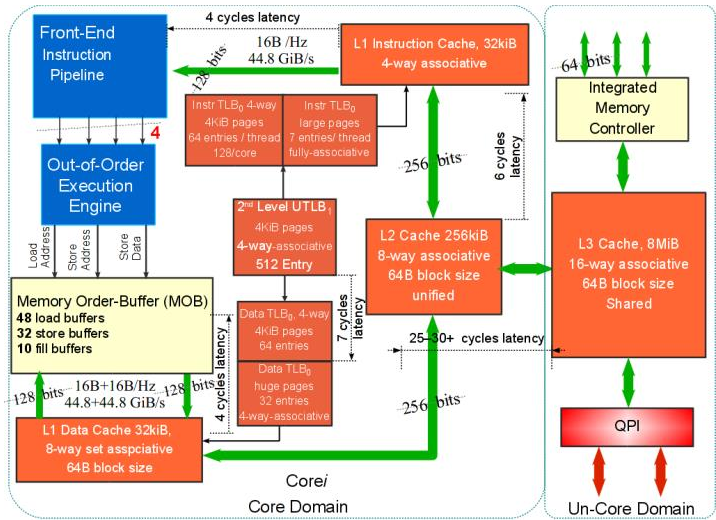 4 cycles latency
Front-End
Instruction
Pipeline
16B /Hz
44.8 GiB/s
128 bits
L1 Instruction Cache, 32kiB
4-way associative
64 bits
Integrated
Memory
Controller
Instr TLB0 4-way
4KiB pages
64 entries / thread
128/core
Instr TLB0
large pages
7 entries/ thread
fully-associative
4
256 bits
6 cycles
latency
Out-of-Order
Execution
Engine
2nd Level UTLB1
4KiB pages
4-way-associative
512 Entry
L2 Cache 256kiB
8-way associative
64B block size
unified
L3 Cache, 8MiB
16-way associative
64B block size
Shared
Load
Address
Store
Address
Store
Data
Memory Order-Buffer (MOB)
48 load buffers
32 store buffers
10 fill buffers
Data TLB0, 4-way
4KiB pages
64 entries
7 cycles
latency
25–30+ cycles latency
Data TLB0
huge pages
32 entries
4-way-associative
4 cycles latency
128 bits
16B+16B/Hz
44.8+44.8 GiB/s
128 bits
256 bits
L1 Data Cache 32kiB,
8-way set asspciative
64B block size
QPI
Corei
Core Domain
Un-Core Domain